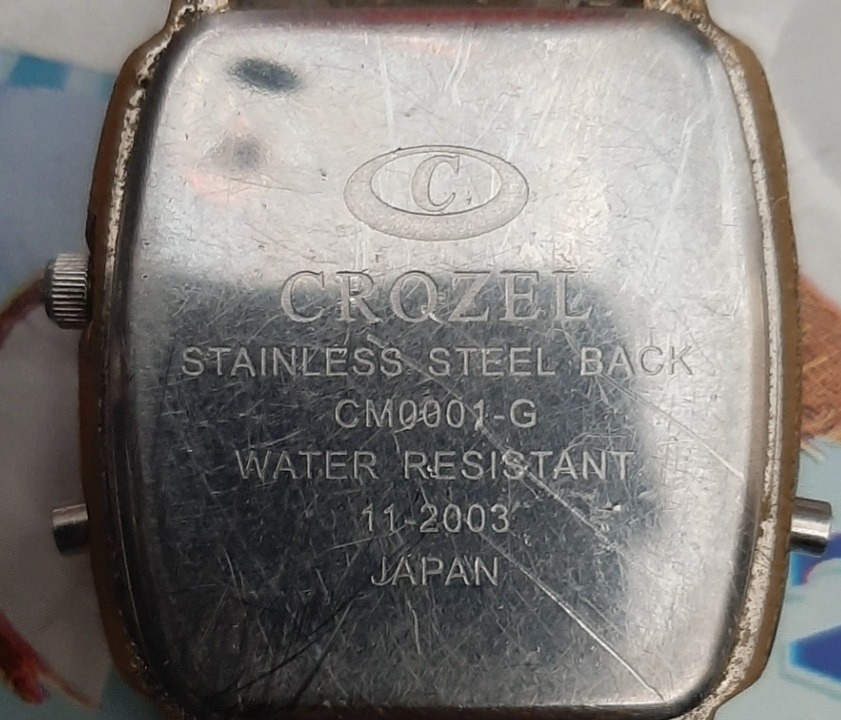 C
CROZEL
STAINLESS STEEL BACK
CM0001-G
WATER RESISTANT
11-2003
JAPAN